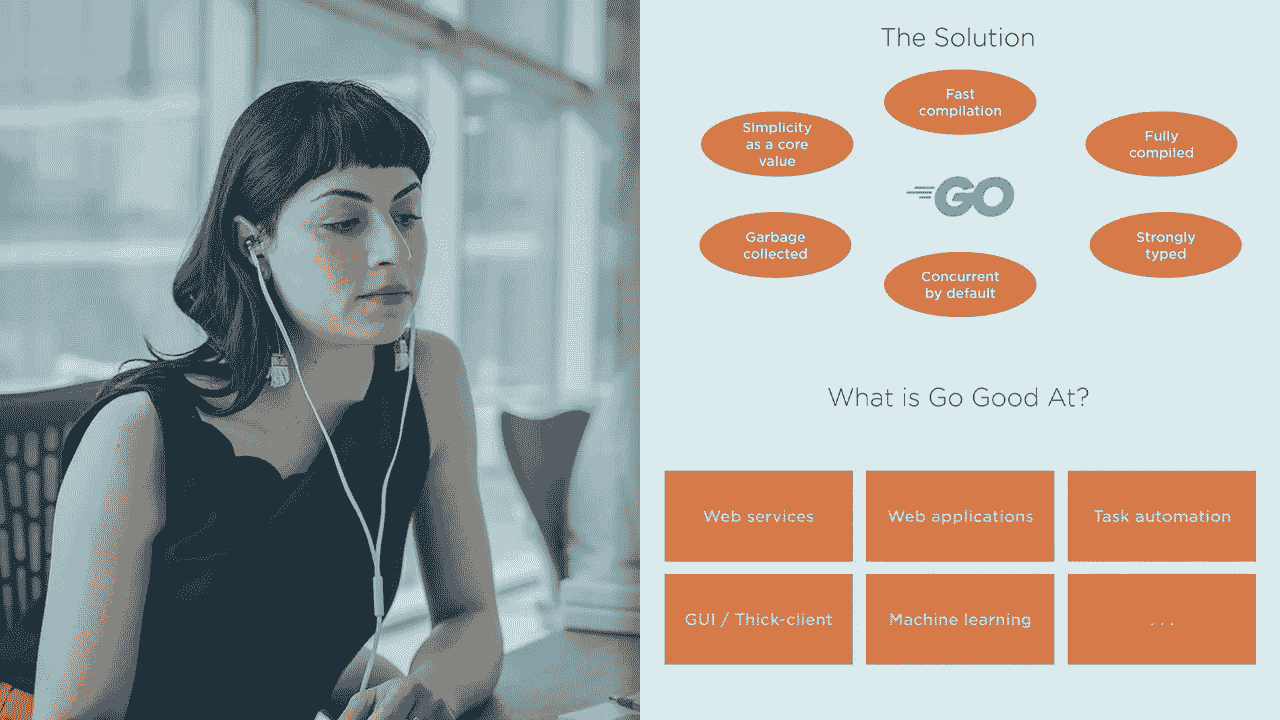 The Solution
Fast
compilation
Simplicity
as a core
value
Fully
compiled
GO
Garbage
collected
Strongly
typed
Concurrent
by default
What is Go Good At?
Web services
Web applications
Task automation
GUI / Thick-client
Machine learning
. . .